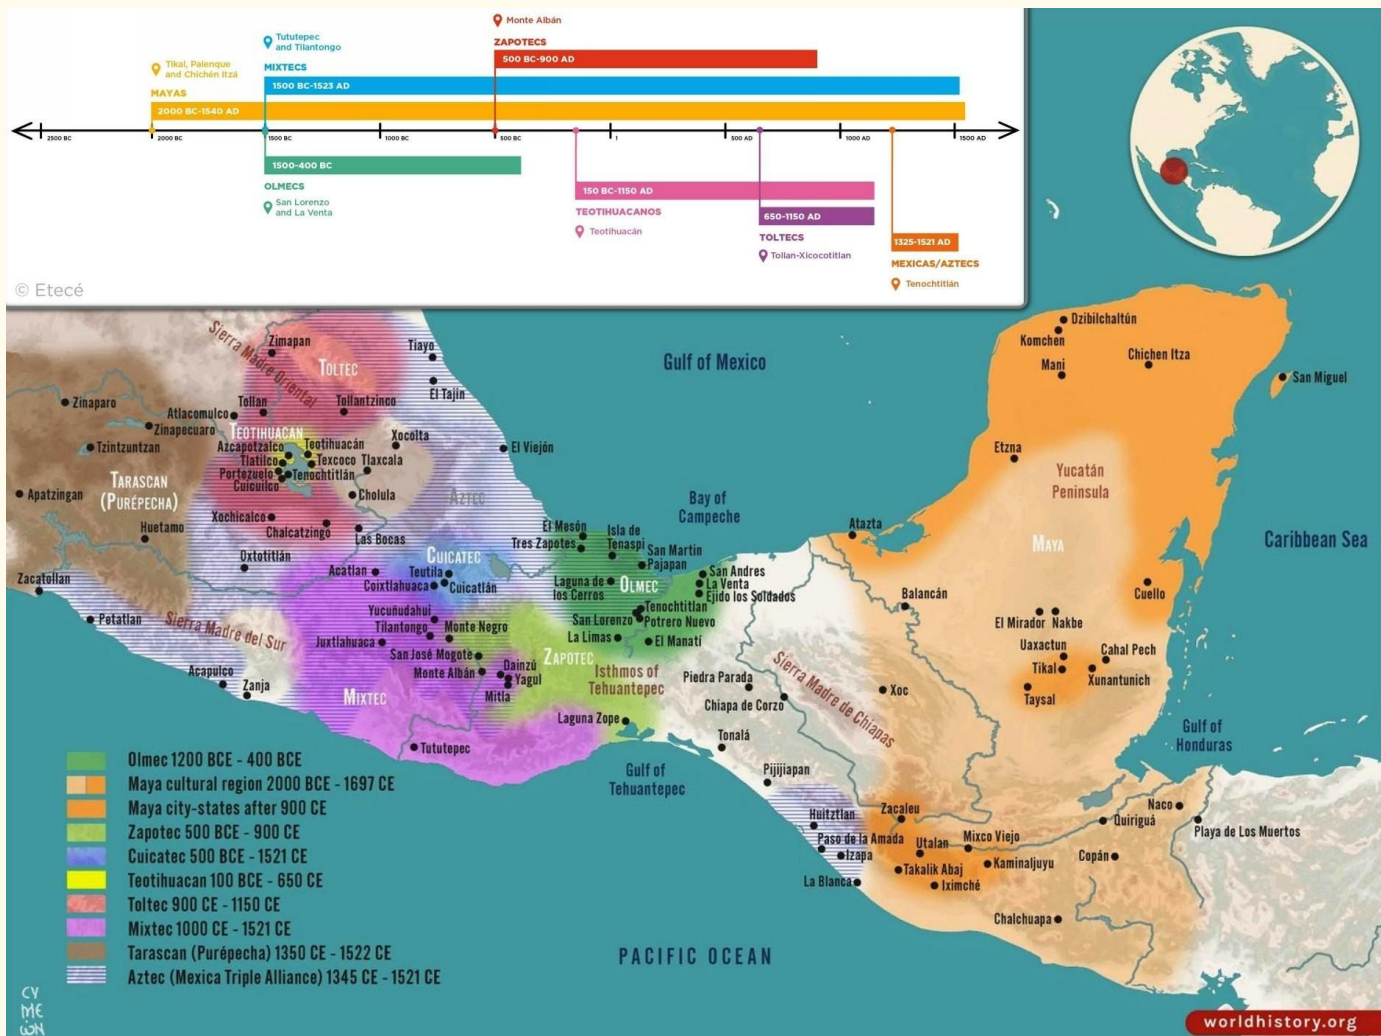 Monte Albán
ZAPOTECS
500 BC-900 AD
Tututepec
and Tilantongo
MIXTECS
1500 BC-1523 AD
Tikal, Palenque
and Chichén Itzá
MAYAS
2000 BC-1540 AD
2500 BC
2000 BC
1500 BC
1000 BC
500 BC
1
500 AD
1000 AD
1500 AD
1500-400 BC
OLMECS
San Lorenzo
and La Venta
150 BC-1150 AD
TEOTIHUACANOS
Teotihuacán
650-1150 AD
TOLTECS
Tollan-Xicocotitlan
1325-1521 AD
MEXICAS/AZTECS
Tenochtitlán
© Etecé
Sierra Madre Oriental
Zimapan
TOLTEC
Tiayo
El Tajin
Zinaparo
Tollan
Tollantzinco
Atlacomulco
Zinapecuaro
TEOTIHUACAN
Xocolta
Tzintzuntzan
Azcapotzalco
Teotihuacán
El Viejón
Tlatilco
Texcoco
Tlaxcala
Portezuelo
Tenochtitlán
Cuicuilco
TARASCAN
(PURÉPECHA)
Apatzingan
Cholula
AZTEC
Huetamo
Xochicalco
Chalcatzingo
Las Bocas
Oxtotitlán
Zacatollan
Petatlan
Sierra Madre del Sur
Acapulco
Zanja
Acatlan
CUICATEC
Teutila
Coixtlahuaca
Cuicatlán
Yucuñudahui
Tilantongo
Monte Negro
Juxtlahuaca
San José Mogote
Monte Albán
Dainzú
Yagul
Mitla
MIXTEC
Tututepec
ZAPOTEC
Isthmos of
Tehuantepec
Laguna Zope
Gulf of
Tehuantepec
Gulf of Mexico
Bay of
Campeche
El Mesón
Tres Zapotes
Isla de
Tenaspi
San Martin
Pajapan
Laguna de
los Cerros
OLMEC
San Andres
La Venta
Ejido los Soldados
Tenochtitlan
San Lorenzo
Potrero Nuevo
La Limas
El Manatí
Piedra Parada
Chiapa de Corzo
Sierra Madre de Chiapas
Tonalá
Pijijiapan
Huitztlan
Paso de la Amada
Izapa
La Blanca
Dzibilchaltún
Komchen
Mani
Chichen Itza
San Miguel
Etzna
Yucatán
Peninsula
Atazta
MAYA
Caribbean Sea
Balancán
Cuello
El Mirador
Nakbe
Uaxactun
Cahal Pech
Tikal
Xunantunich
Taysal
Xoc
Gulf of
Honduras
Zacaleu
Utalan
Mixco Viejo
Naco
Quiriguá
Playa de Los Muertos
Takalik Abaj
Kaminaljuyu
Copán
Iximché
Chalchuapa
PACIFIC OCEAN
Olmec 1200 BCE - 400 BCE
Maya cultural region 2000 BCE - 1697 CE
Maya city-states after 900 CE
Zapotec 500 BCE - 900 CE
Cuicatec 500 BCE - 1521 CE
Teotihuacan 100 BCE - 650 CE
Toltec 900 CE - 1150 CE
Mixtec 1000 CE - 1521 CE
Tarascan (Purépecha) 1350 CE - 1522 CE
Aztec (Mexica Triple Alliance) 1345 CE - 1521 CE
worldhistory.org